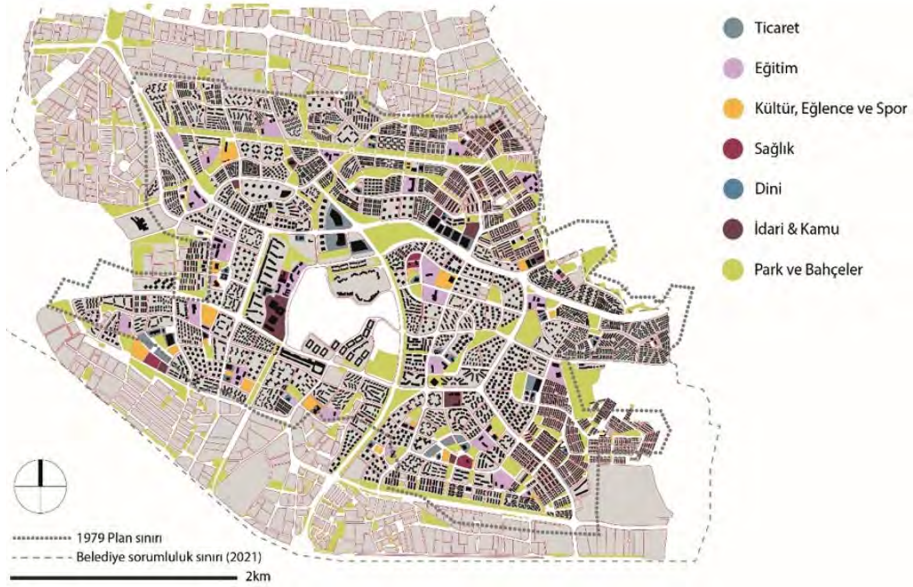 Ticaret
Eğitim
Kültür, Eğlence ve Spor
Sağlık
Dini
İdari & Kamu
Park ve Bahçeler
1979 Plan sınırı
Belediye sorumluluk sınırı (2021)
2km